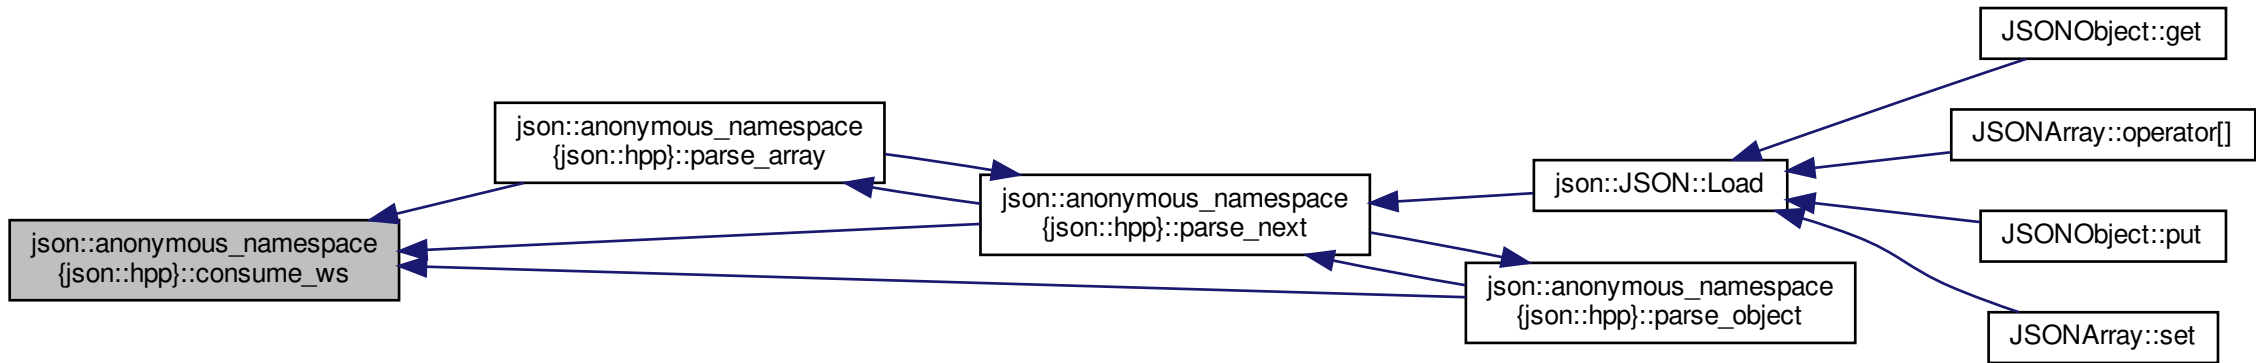 json::anonymous_namespace
{json::hpp}::consume_ws
json::anonymous_namespace
{json::hpp}::parse_array
json::anonymous_namespace
{json::hpp}::parse_next
json::anonymous_namespace
{json::hpp}::parse_object
json::JSON::Load
JSONObject::get
JSONArray::operator[]
JSONObject::put
JSONArray::set